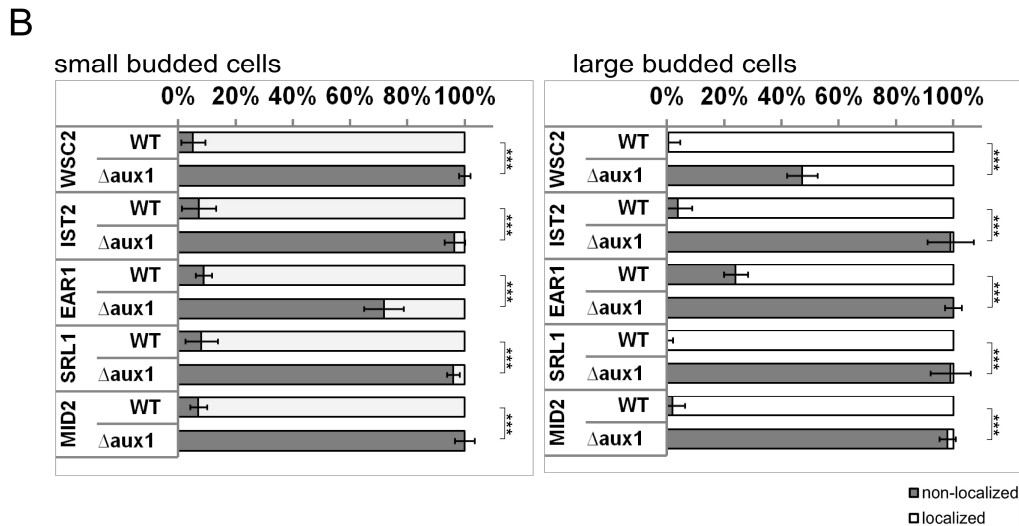 B
small budded cells
0% 20% 40% 60% 80% 100%
WSC2
WT
***
Δaux1
IST2
WT
***
Δaux1
EAR1
WT
***
Δaux1
SRL1
WT
***
Δaux1
MID2
WT
***
Δaux1
large budded cells
0% 20% 40% 60% 80% 100%
WSC2
WT
***
Δaux1
IST2
WT
***
Δaux1
EAR1
WT
***
Δaux1
SRL1
WT
***
Δaux1
MID2
WT
***
Δaux1
non-localized
localized